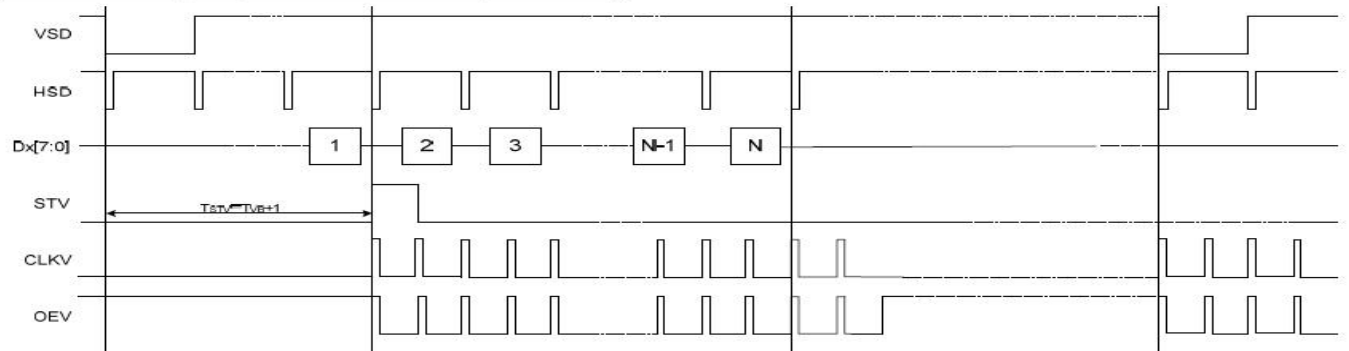 VSD
HSD
Dx[7:0] 1 2 3 N-1 N
STV TSTV=TVB+1
CLKV
OEV